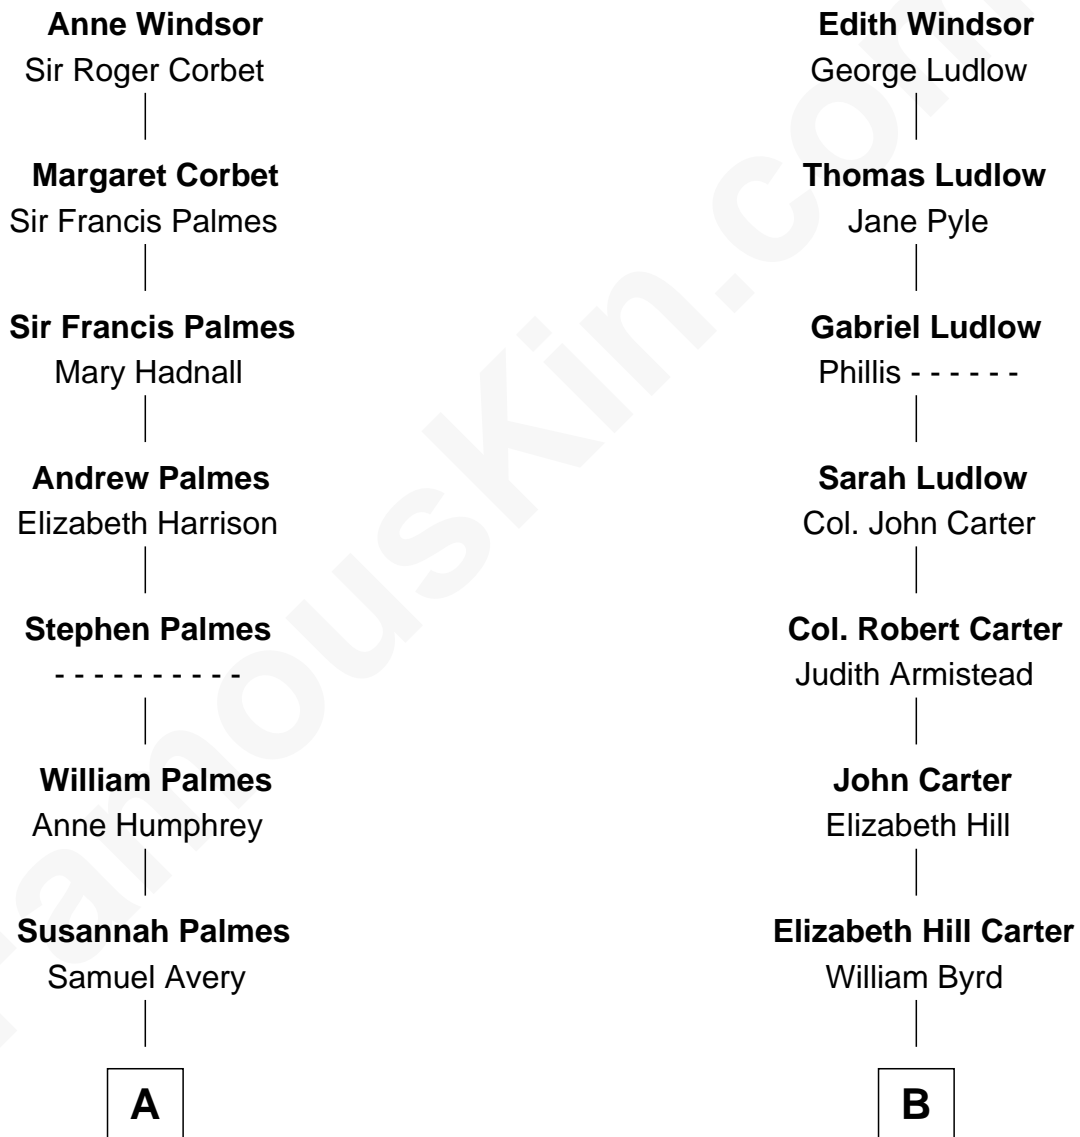 Anne Windsor
Sir Roger Corbet
Margaret Corbet
Sir Francis Palmes
Sir Francis Palmes
Mary Hadnall
Andrew Palmes
Elizabeth Harrison
Stephen Palmes
- - - - - - - - - -
William Palmes
Anne Humphrey
Susannah Palmes
Samuel Avery
A
Edith Windsor
George Ludlow
Thomas Ludlow
Jane Pyle
Gabriel Ludlow
Phillis - - - - - -
Sarah Ludlow
Col. John Carter
Col. Robert Carter
Judith Armistead
John Carter
Elizabeth Hill
Elizabeth Hill Carter
William Byrd
B
FamousKin.com